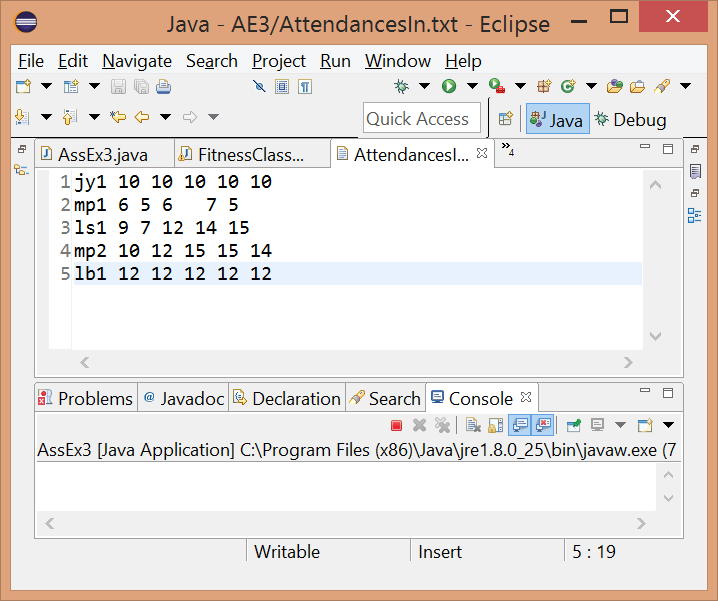 Java - AE3/AttendancesIn.txt - Eclipse
File Edit Navigate Search Project Run Window Help
Quick Access Java Debug
AssEx3.java FitnessClass... AttendancesI... »4
1 jy1 10 10 10 10 10
2 mp1 6 5 6   7 5
3 ls1 9 7 12 14 15
4 mp2 10 12 15 15 14
5 lb1 12 12 12 12 12
Problems @ Javadoc Declaration Search Console
AssEx3 [Java Application] C:\Program Files (x86)\Java\jre1.8.0_25\bin\javaw.exe (7
Writable Insert 5 : 19